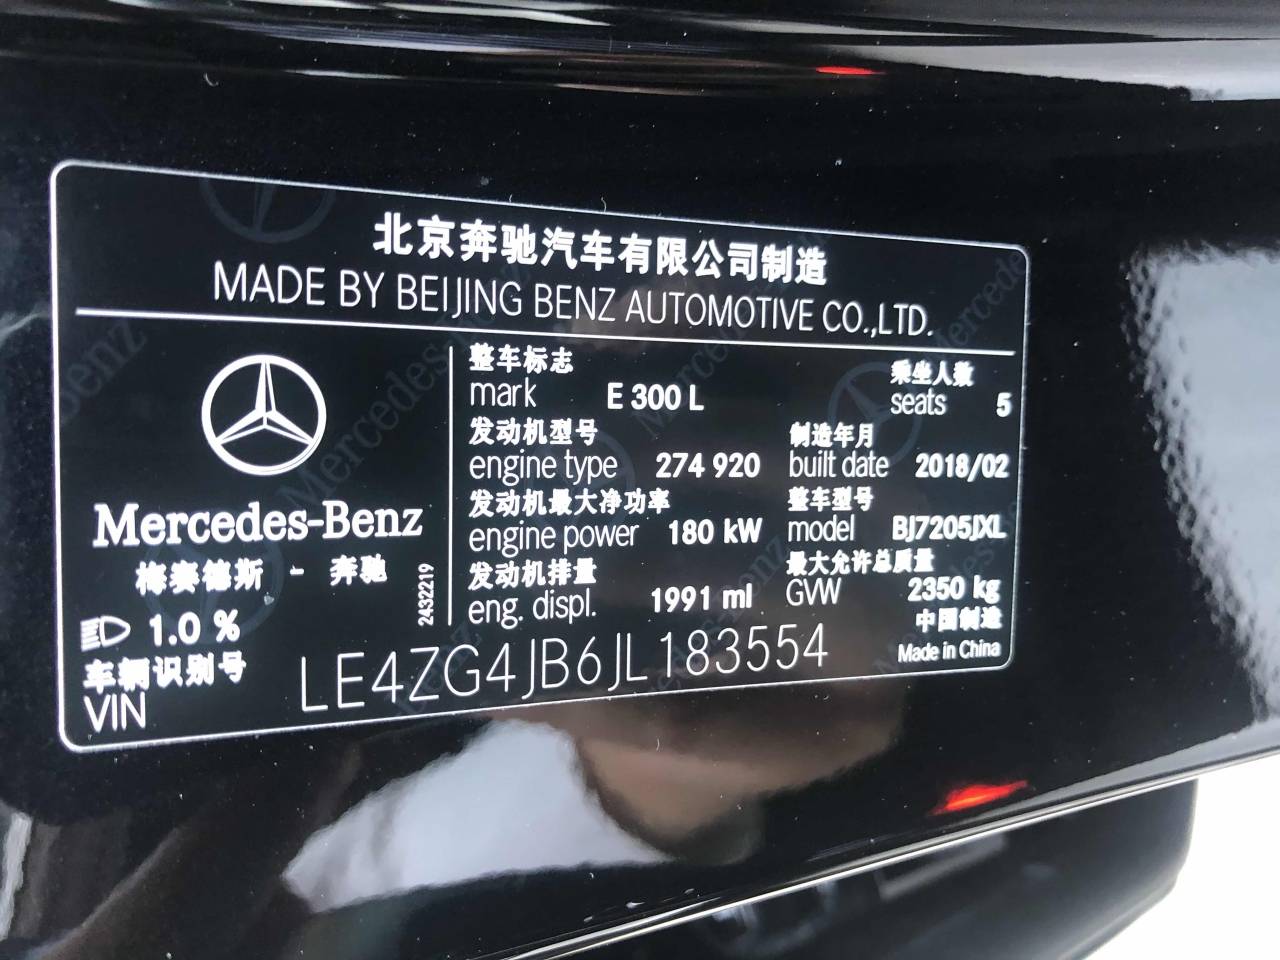 北京奔驰汽车有限公司制造
MADE BY BEIJING BENZ AUTOMOTIVE CO.,LTD.
Mercedes-Benz
梅赛德斯 - 奔驰
1.0 %
2432219
整车标志
mark E 300 L
乘坐人数
seats 5
发动机型号
engine type 274 920
制造年月
built date 2018/02
发动机最大净功率
engine power 180 kW
整车型号
model BJ7205JXL
发动机排量
eng. displ. 1991 ml
最大允许总质量
GVW 2350 kg
中国制造
Made in China
车辆识别号
VIN LE4ZG4JB6JL183554